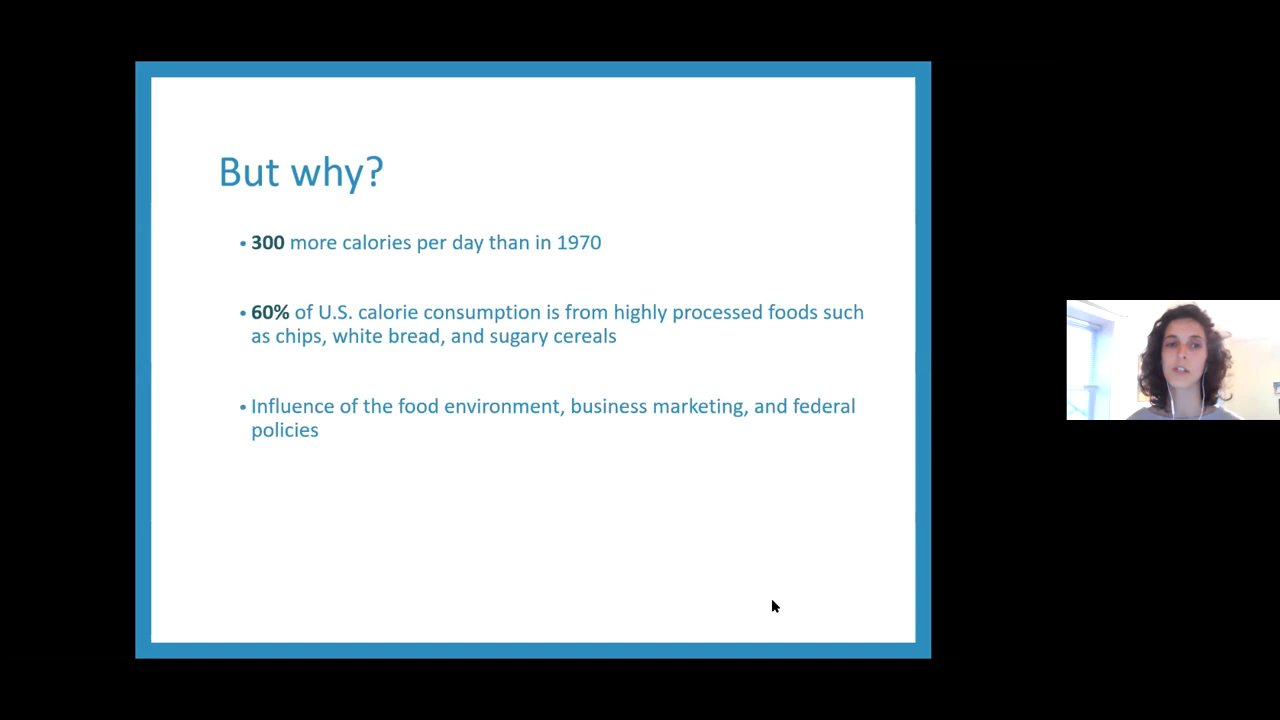 But why?
• 300 more calories per day than in 1970
• 60% of U.S. calorie consumption is from highly processed foods such
as chips, white bread, and sugary cereals
• Influence of the food environment, business marketing, and federal
policies